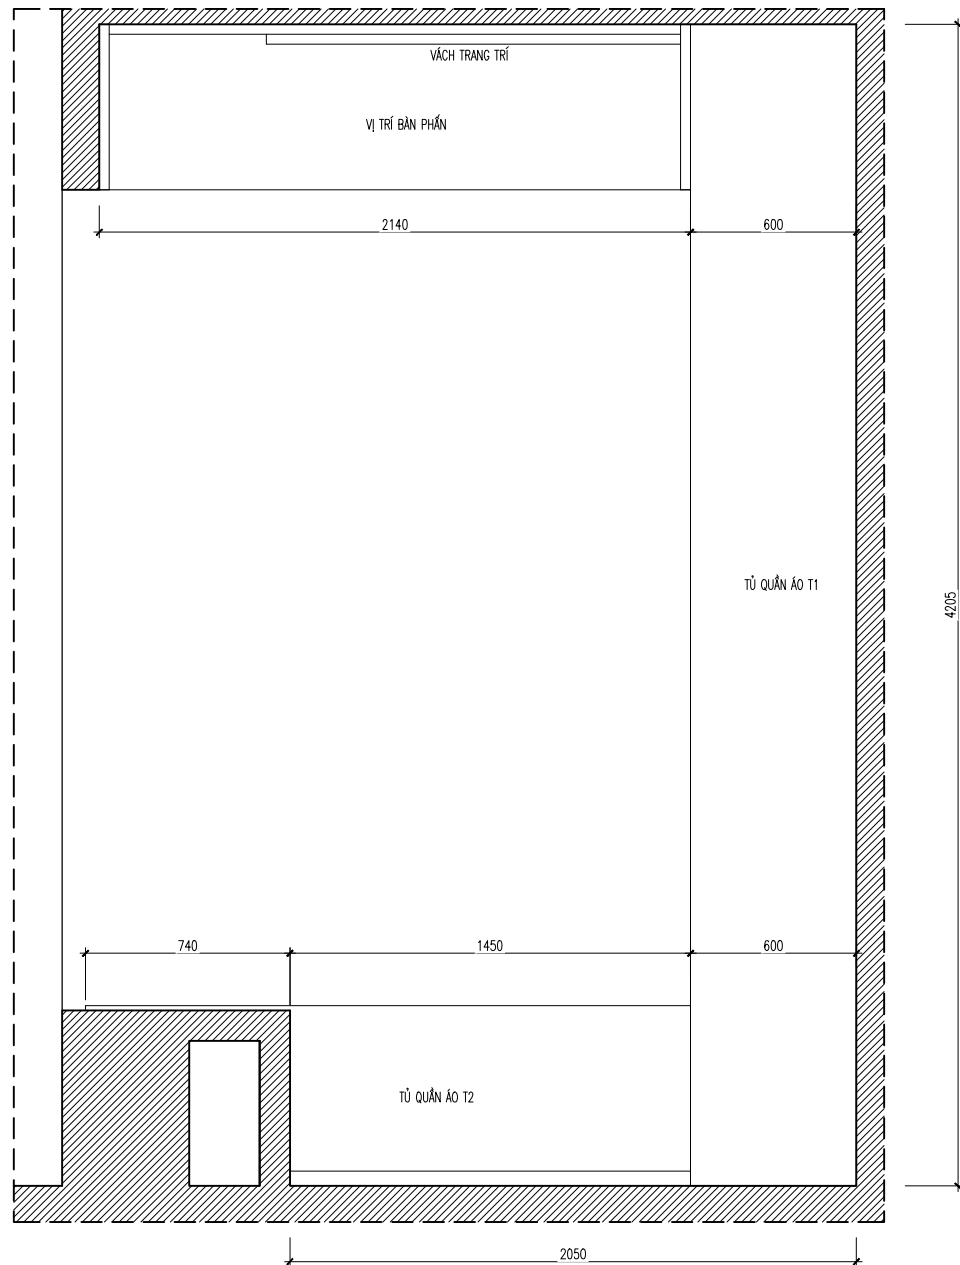 VÁCH TRANG TRÍ
VỊ TRÍ BÀN PHẤN
2140
600
TỦ QUẦN ÁO T1
4205
740
1450
600
TỦ QUẦN ÁO T2
2050